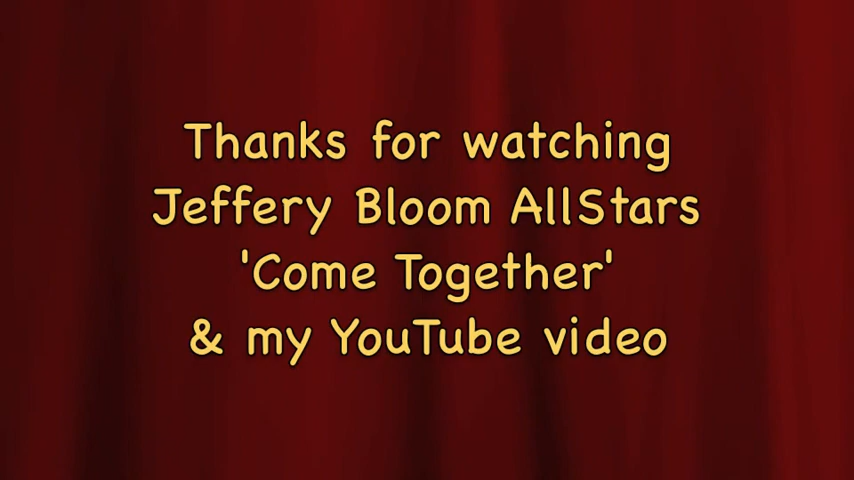 Thanks for watching
Jeffery Bloom AllStars
'Come Together'
& my YouTube video